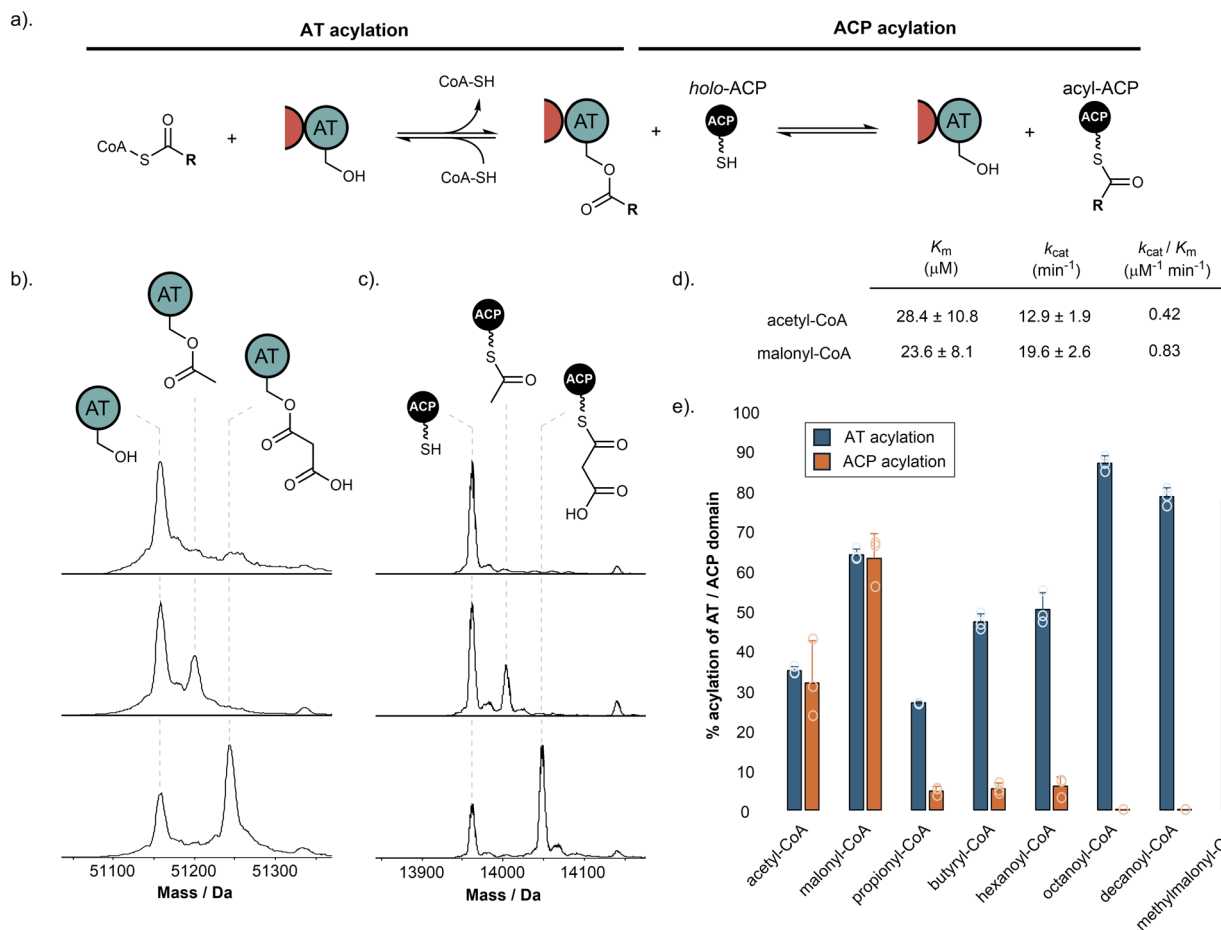 a).
AT acylation
ACP acylation
CoA
S
O
R
+
AT
OH
CoA-SH
CoA-SH
AT
O
O
R
+
holo-ACP
ACP
SH
AT
OH
+
acyl-ACP
ACP
S
O
R
b).
AT
OH
AT
O
O
AT
O
O
O
OH
51100
51200
51300
Mass / Da
c).
ACP
SH
ACP
S
O
ACP
S
O
O
HO
13900
14000
14100
Mass / Da
d).
Km (μM) kcat (min-1) kcat / Km (μM-1 min-1)
acetyl-CoA 28.4 ± 10.8 12.9 ± 1.9 0.42
malonyl-CoA 23.6 ± 8.1 19.6 ± 2.6 0.83
e).
% acylation of AT / ACP domain
100
90
80
70
60
50
40
30
20
10
0
AT acylation
ACP acylation
acetyl-CoA
malonyl-CoA
propionyl-CoA
butyryl-CoA
hexanoyl-CoA
octanoyl-CoA
decanoyl-CoA
methylmalonyl-C